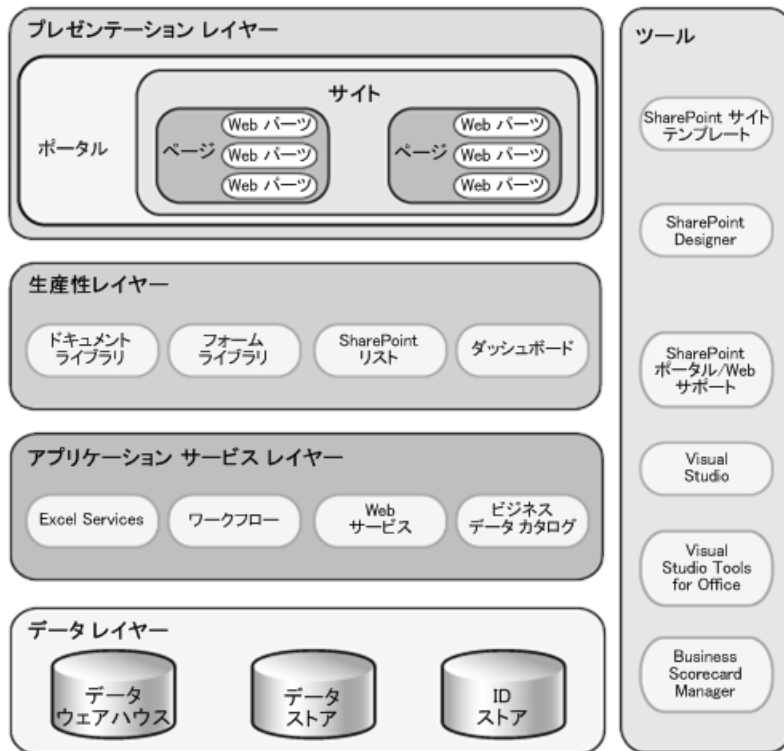 プレゼンテーション レイヤー
サイト
ポータル
ページ
Web パーツ
Web パーツ
Web パーツ
ページ
Web パーツ
Web パーツ
Web パーツ
生産性レイヤー
ドキュメント
ライブラリ
フォーム
ライブラリ
SharePoint
リスト
ダッシュボード
アプリケーション サービス レイヤー
Excel Services
ワークフロー
Web
サービス
ビジネス
データ カタログ
データ レイヤー
データ
ウェアハウス
データ
ストア
ID
ストア
ツール
SharePoint サイト
テンプレート
SharePoint
Designer
SharePoint
ポータル/Web
サポート
Visual
Studio
Visual
Studio Tools
for Office
Business
Scorecard
Manager